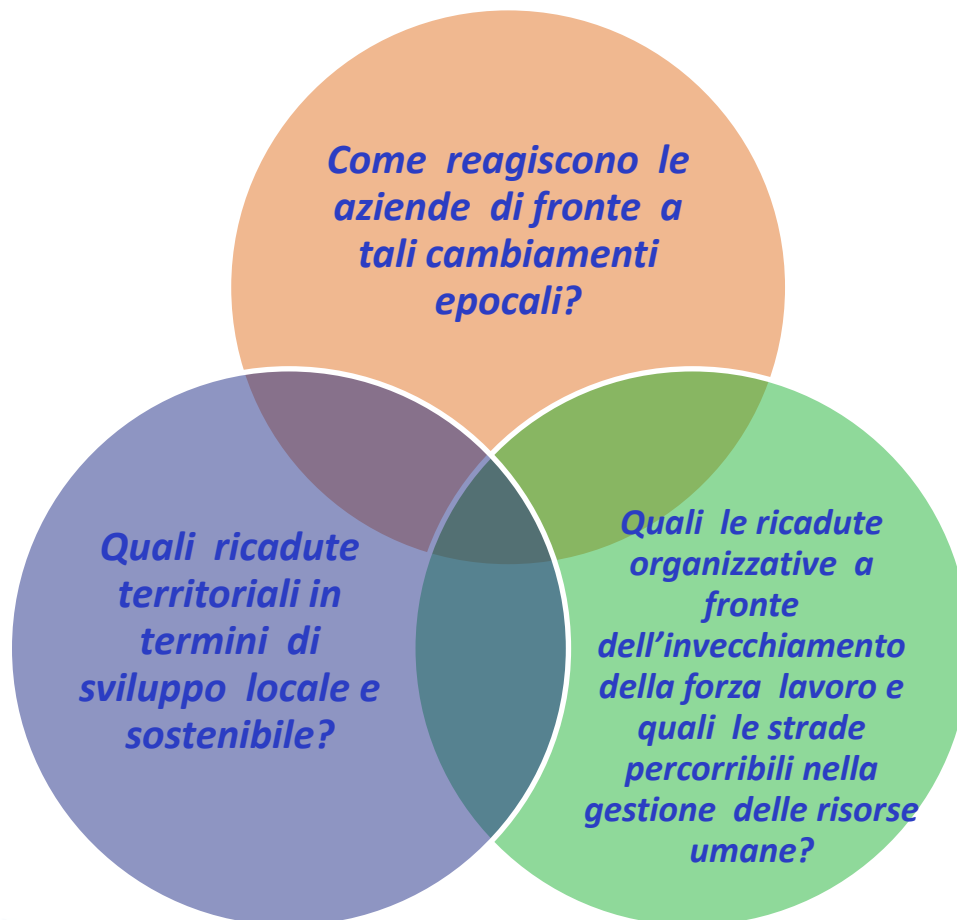 Come reagiscono le
aziende di fronte a
tali cambiamenti
epocali?
Quali ricadute
territoriali in
termini di
sviluppo locale e
sostenibile?
Quali le ricadute
organizzative a
fronte
dell’invecchiamento
della forza lavoro e
quali le strade
percorribili nella
gestione delle risorse
umane?